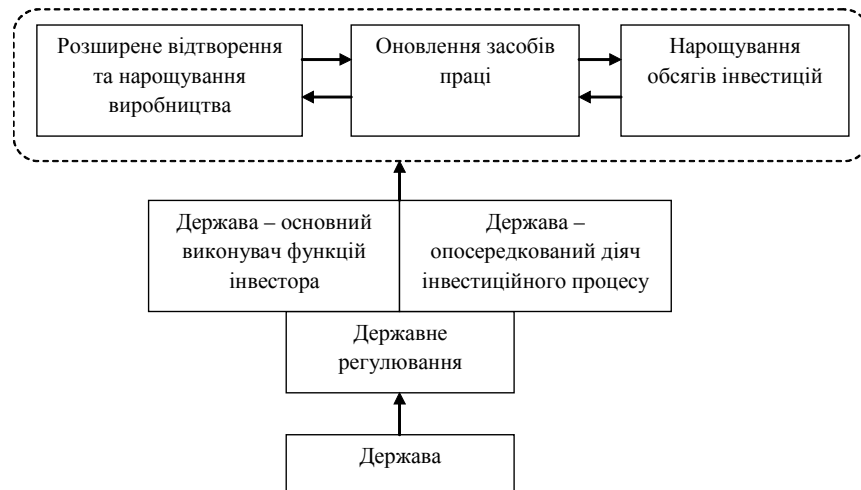 Розширене відтворення
та нарощування
виробництва
Оновлення засобів
праці
Нарощування
обсягів інвестицій
Держава – основний
виконувач функцій
інвестора
Держава –
опосередкований діяч
інвестиційного процесу
Державне
регулювання
Держава